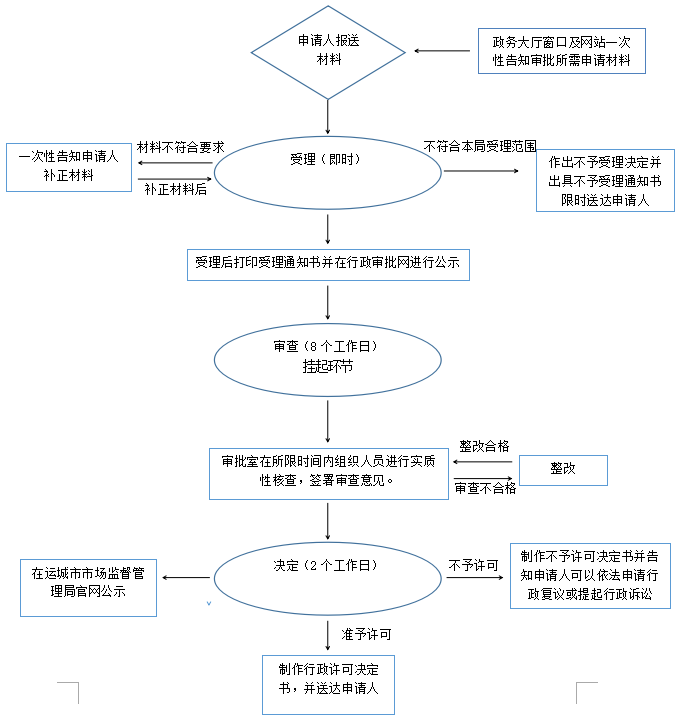 申请人报送
材料
政务大厅窗口及网站一次
性告知审批所需申请材料
材料不符合要求
不符合本局受理范围
一次性告知申请人
补正材料
补正材料后
受理（即时）
作出不予受理决定并
出具不予受理通知书
限时送达申请人
受理后打印受理通知书并在行政审批网进行公示
审查（8个工作日）
挂起环节
审批室在所限时间内组织人员进行实质
性核查，签署审查意见。
整改合格
整改
审查不合格
决定（2个工作日）
不予许可
在运城市市场监督管
理局官网公示
制作不予许可决定书并告
知申请人可以依法申请行
政复议或提起行政诉讼
准予许可
制作行政许可决定
书，并送达申请人